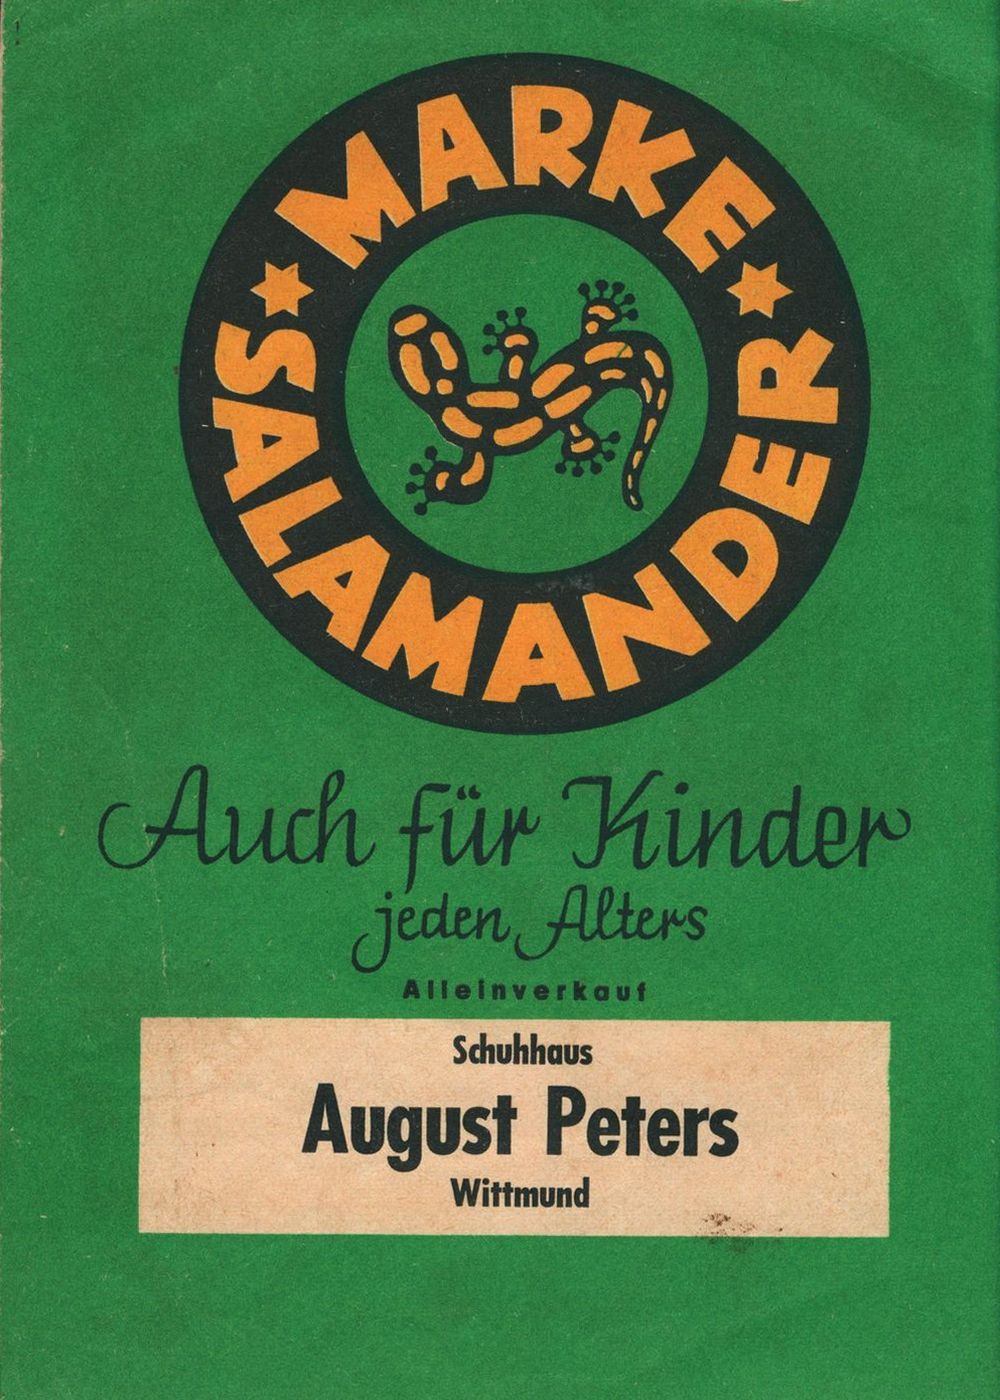 MARKE
SALAMANDER
Auch für Kinder
jeden Alters
Alleinverkauf
Schuhhaus
August Peters
Wittmund